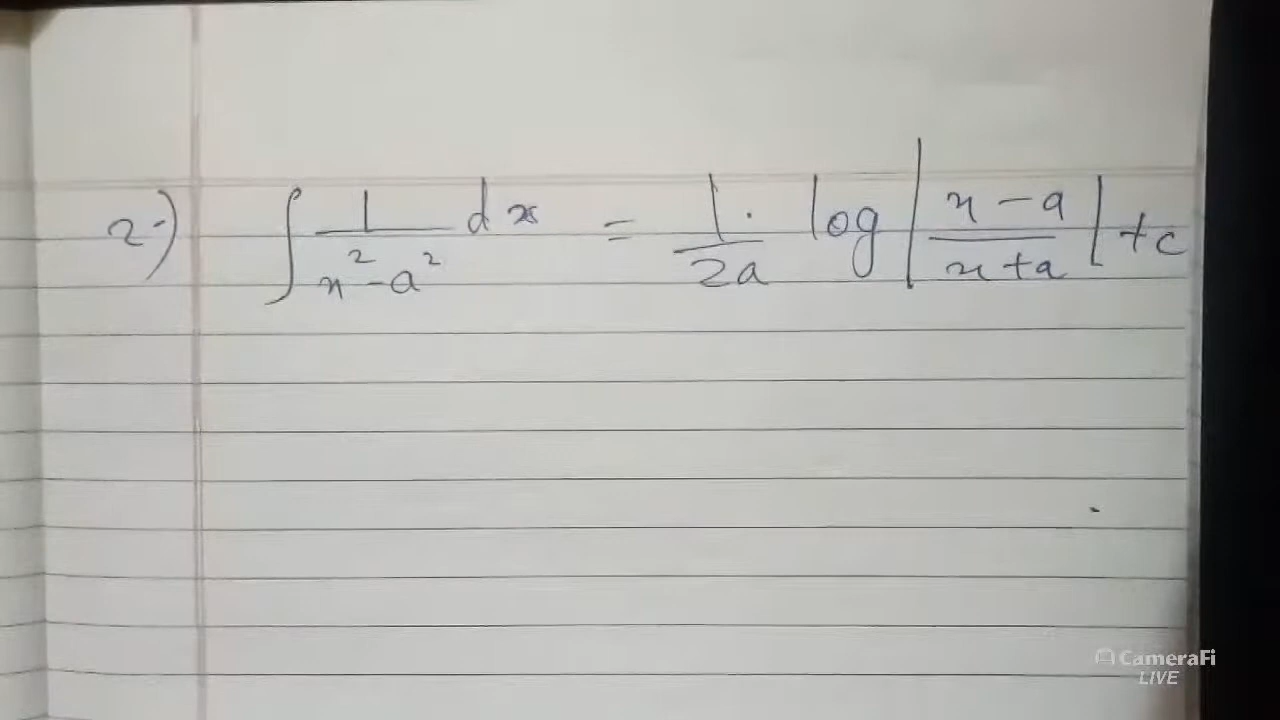 2.) ∫ 1/(x²-a²) dx = 1/2a · log |(x-a)/(x+a)| + c
CameraFi
LIVE